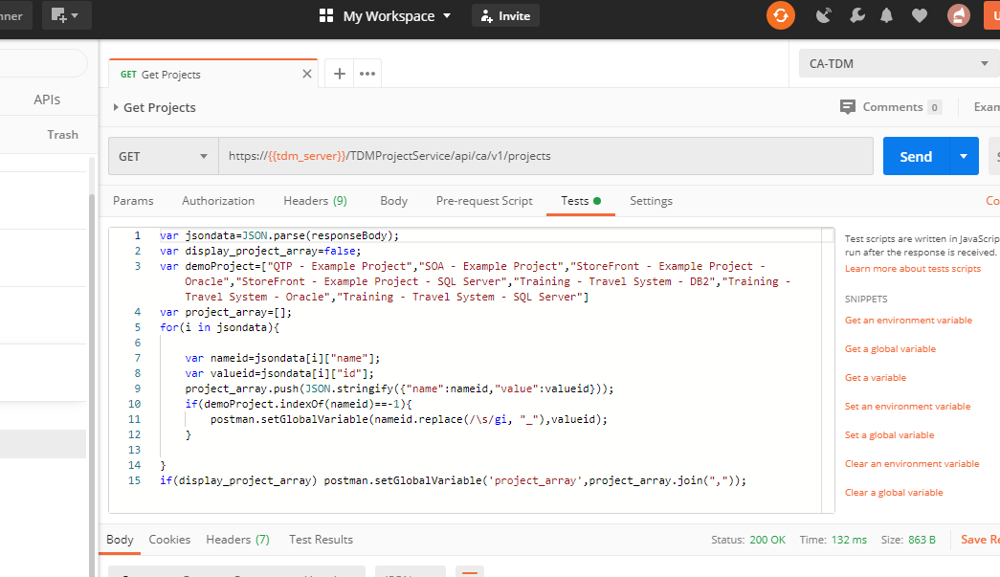 nner
My Workspace
Invite
U
GET Get Projects
CA-TDM
APIs
Get Projects
Comments 0
Exam
Trash
GET
https://{{tdm_server}}/TDMProjectService/api/ca/v1/projects
Send
S
Params
Authorization
Headers (9)
Body
Pre-request Script
Tests
Settings
Co
1 var jsondata=JSON.parse(responseBody);
2 var display_project_array=false;
3 var demoProject=["QTP - Example Project","SOA - Example Project","StoreFront - Example Project -
Oracle","StoreFront - Example Project - SQL Server","Training - Travel System - DB2","Training -
Travel System - Oracle","Training - Travel System - SQL Server"]
4 var project_array=[];
5 for(i in jsondata){
6
7 var nameid=jsondata[i]["name"];
8 var valueid=jsondata[i]["id"];
9 project_array.push(JSON.stringify({"name":nameid,"value":valueid}));
10 if(demoProject.indexOf(nameid)==-1){
11 postman.setGlobalVariable(nameid.replace(/\s/gi, "_"),valueid);
12 }
13
14 }
15 if(display_project_array) postman.setGlobalVariable('project_array',project_array.join(","));
Test scripts are written in JavaScrip
run after the response is received.
Learn more about tests scripts
SNIPPETS
Get an environment variable
Get a global variable
Get a variable
Set an environment variable
Set a global variable
Clear an environment variable
Clear a global variable
Body
Cookies
Headers (7)
Test Results
Status: 200 OK
Time: 132 ms
Size: 863 B
Save Re